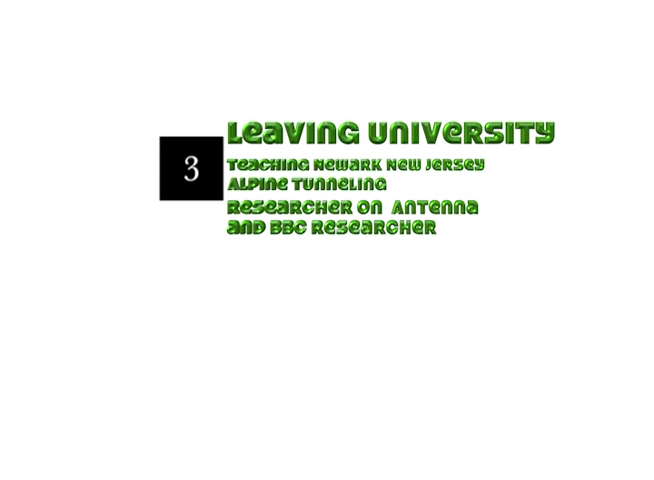 3
Leaving University
Teaching Newark New Jersey
Alpine Tunneling
Researcher on Antenna
and BBC Researcher